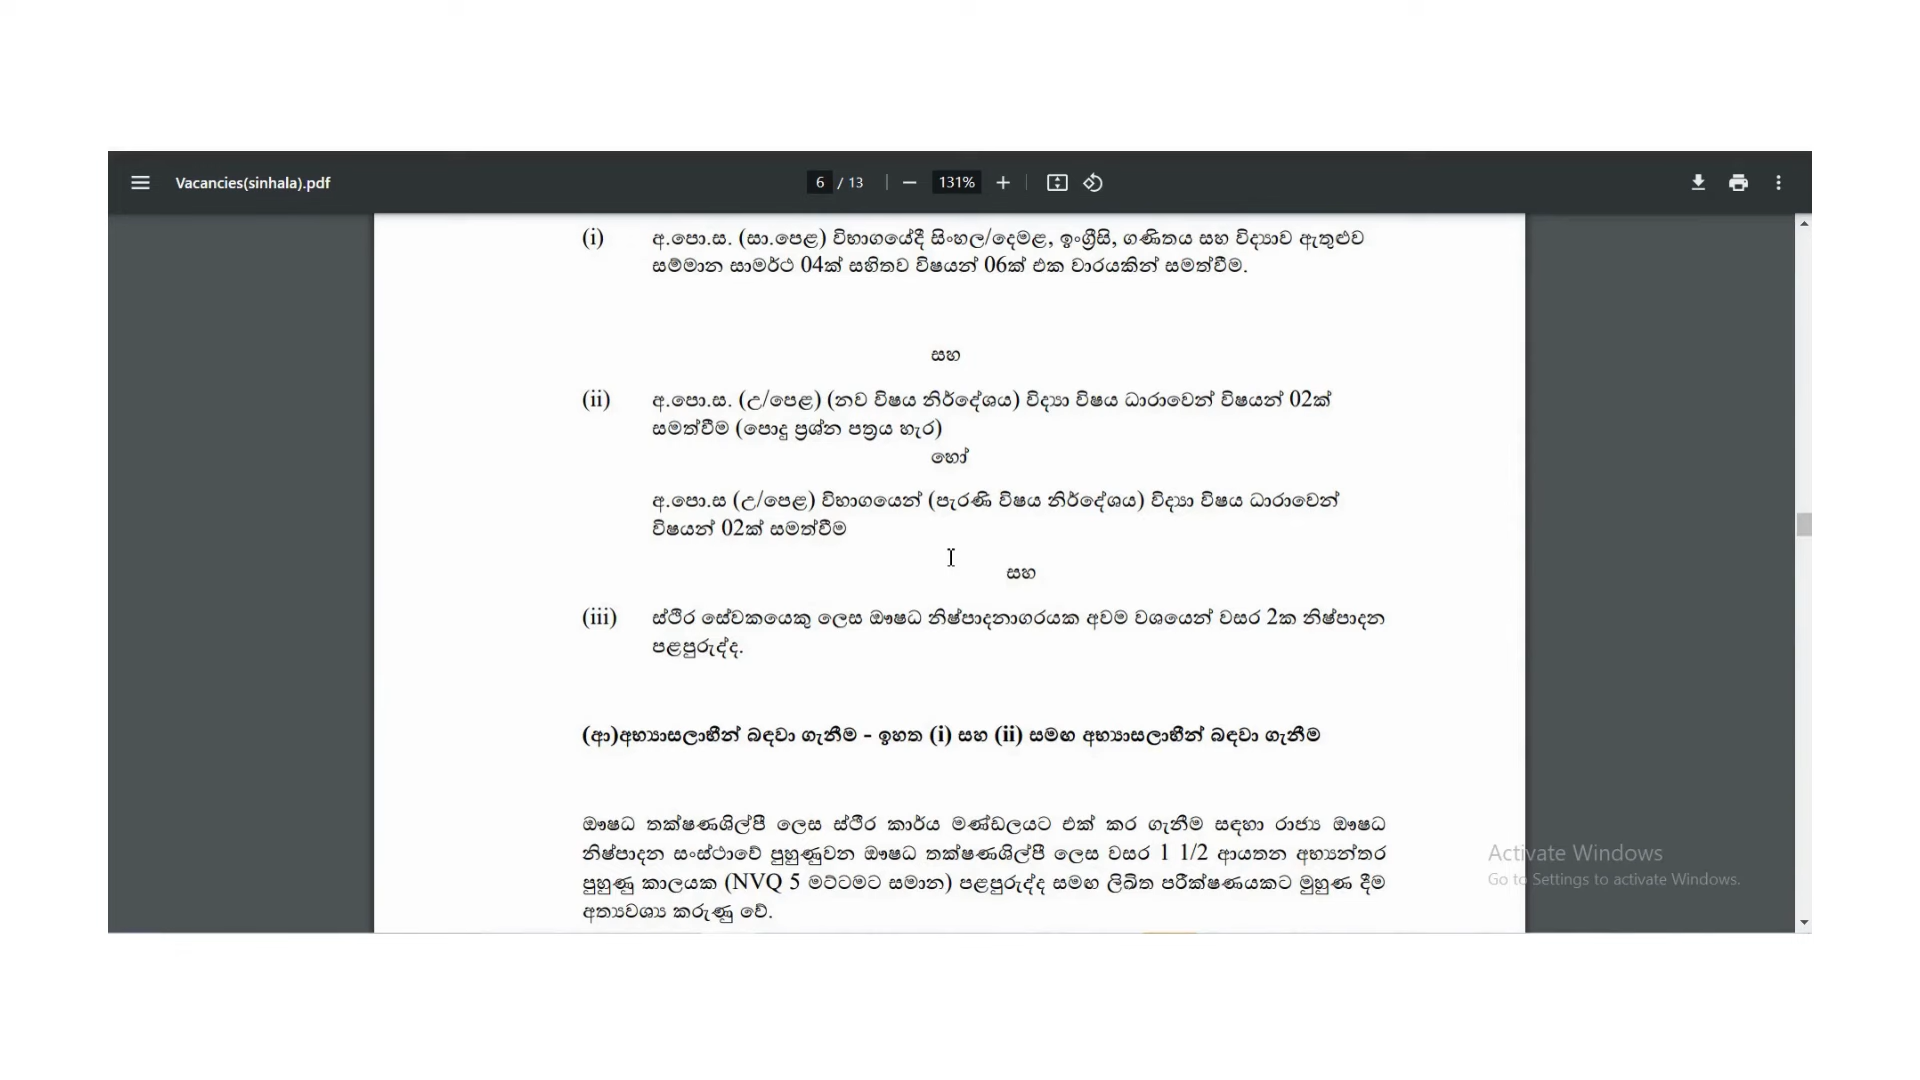 Vacancies(sinhala).pdf
6 / 13
131%
(i) අ.පො.ස. (සා.පෙළ) විභාගයේදී සිංහල/දෙමළ, ඉංග්‍රීසි, ගණිතය සහ විද්‍යාව ඇතුළුව
සම්මාන සාමර්ථ 04ක් සහිතව විෂයන් 06ක් එක වාරයකින් සමත්වීම.
සහ
(ii) අ.පො.ස. (උ/පෙළ) (නව විෂය නිර්දේශය) විද්‍යා විෂය ධාරාවෙන් විෂයන් 02ක්
සමත්වීම (පොදු ප්‍රශ්න පත්‍රය හැර)
හෝ
අ.පො.ස (උ/පෙළ) විභාගයෙන් (පැරණි විෂය නිර්දේශය) විද්‍යා විෂය ධාරාවෙන්
විෂයන් 02ක් සමත්වීම
සහ
(iii) ස්ථිර සේවකයෙකු ලෙස ඖෂධ නිෂ්පාදනාගරයක අවම වශයෙන් වසර 2ක නිෂ්පාදන
පළපුරුද්ද.
(ආ)අභ්‍යාසලාභීන් බඳවා ගැනීම - ඉහත (i) සහ (ii) සමඟ අභ්‍යාසලාභීන් බඳවා ගැනීම
ඖෂධ තක්ෂණශිල්පී ලෙස ස්ථිර කාර්ය මණ්ඩලයට එක් කර ගැනීම සඳහා රාජ්‍ය ඖෂධ
නිෂ්පාදන සංස්ථාවේ පුහුණුවන ඖෂධ තක්ෂණශිල්පී ලෙස වසර 1 1/2 ආයතන අභ්‍යන්තර
පුහුණු කාලයක (NVQ 5 මට්ටමට සමාන) පළපුරුද්ද සමඟ ලිඛිත පරීක්ෂණයකට මුහුණ දීම
අත්‍යවශ්‍ය කරුණු වේ.
Activate Windows
Go to Settings to activate Windows.